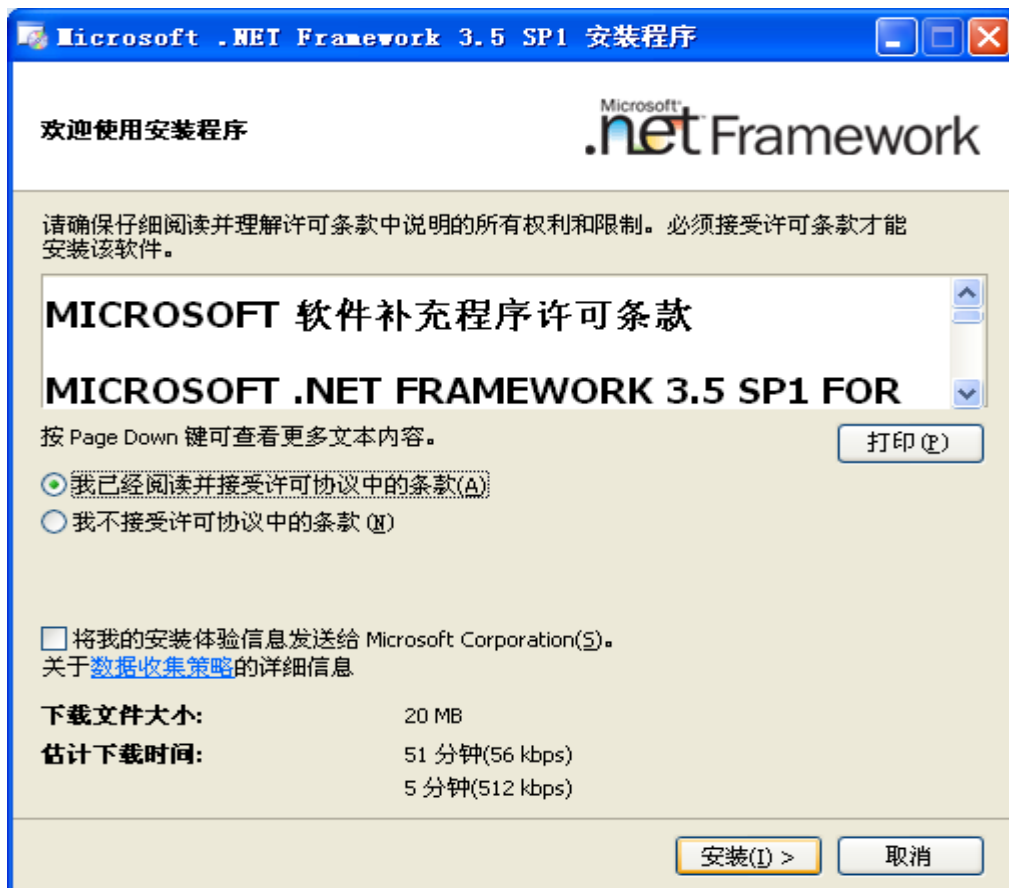 Microsoft .NET Framework 3.5 SP1 安装程序
欢迎使用安装程序
Microsoft
.net Framework
请确保仔细阅读并理解许可条款中说明的所有权利和限制。必须接受许可条款才能
安装该软件。
MICROSOFT 软件补充程序许可条款
MICROSOFT .NET FRAMEWORK 3.5 SP1 FOR
按 Page Down 键可查看更多文本内容。
打印(P)
我已经阅读并接受许可协议中的条款(A)
我不接受许可协议中的条款(N)
将我的安装体验信息发送给 Microsoft Corporation(S)。
关于数据收集策略的详细信息
下载文件大小: 20 MB
估计下载时间: 51 分钟(56 kbps)
5 分钟(512 kbps)
安装(I) >
取消